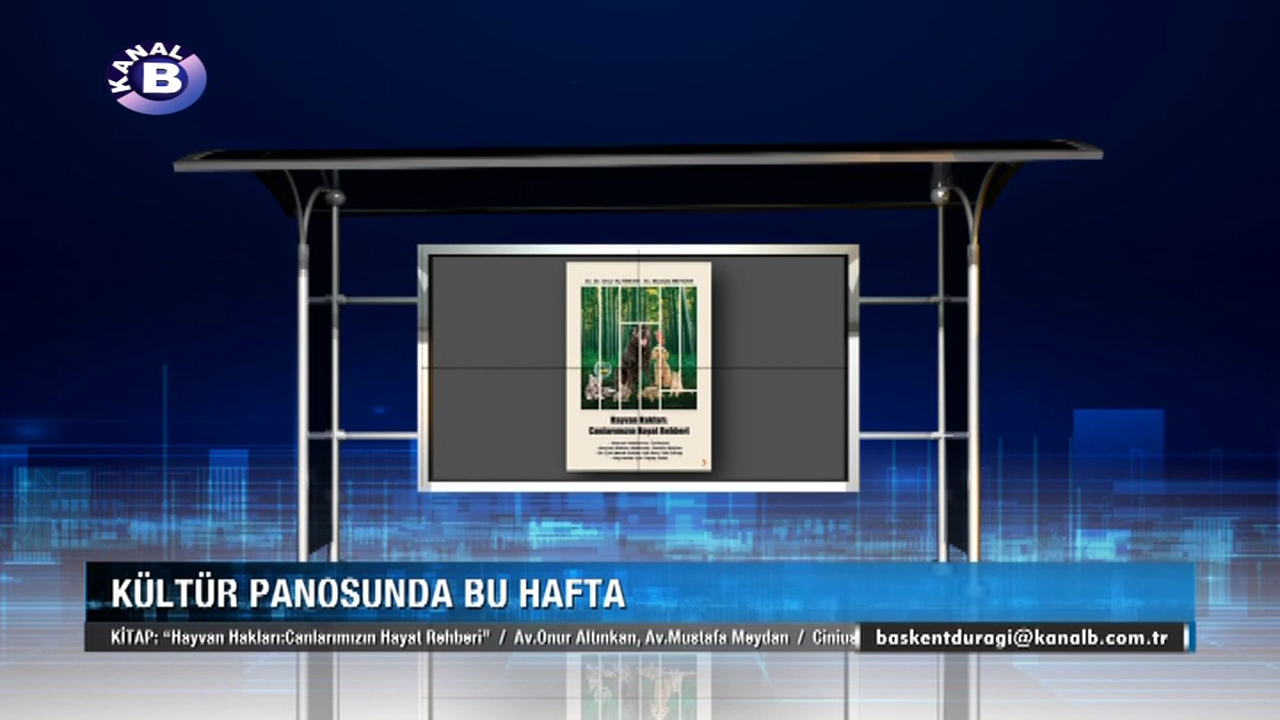 KANAL
B
Hayvan Hakları:
Canlarımızın Hayat Rehberi
KÜLTÜR PANOSUNDA BU HAFTA
KİTAP: “Hayvan Hakları:Canlarımızın Hayat Rehberi” / Av.Onur Altınkan, Av.Mustafa Meydan / Cinius
baskentduragi@kanalb.com.tr